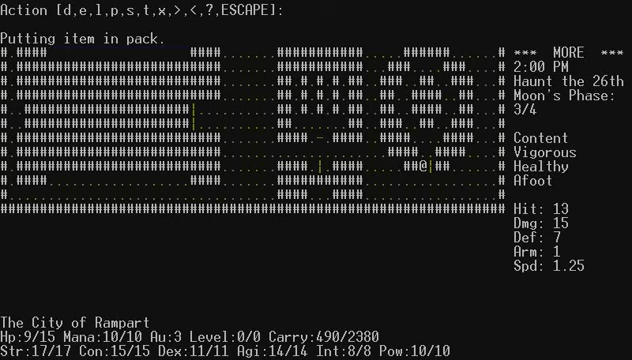 Action [d,e,l,p,s,t,x,>,<,?,ESCAPE]:
Putting item in pack.
*** MORE ***
2:00 PM
Haunt the 26th
Moon's Phase:
3/4
Content
Vigorous
Healthy
Afoot
Hit: 13
Dmg: 15
Def: 7
Arm: 1
Spd: 1.25
The City of Rampart
Hp:9/15 Mana:10/10 Au:3 Level:0/0 Carry:490/2380
Str:17/17 Con:15/15 Dex:11/11 Agi:14/14 Int:8/8 Pow:10/10